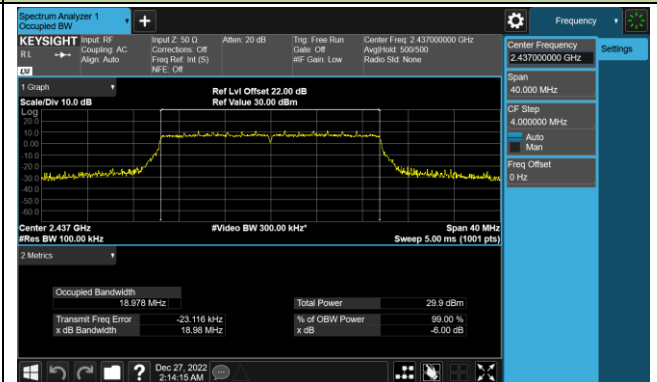 Spectrum Analyzer 1
Occupied BW
+
Frequency
KEYSIGHT
RL
LXI
Input: RF
Coupling: AC
Align: Auto
Input Z: 50 Ω
Corrections: Off
Freq Ref: Int (S)
NFE: Off
Atten: 20 dB
Trig: Free Run
Gate: Off
#IF Gain: Low
Center Freq: 2.437000000 GHz
Avg|Hold: 500/500
Radio Std: None
Center Frequency
2.437000000 GHz
Settings
Span
40.000 MHz
CF Step
4.000000 MHz
Auto
Man
Freq Offset
0 Hz
1 Graph
Scale/Div 10.0 dB
Ref Lvl Offset 22.00 dB
Ref Value 30.00 dBm
Log
20.0
10.0
0.00
-10.0
-20.0
-30.0
-40.0
-50.0
-60.0
Center 2.437 GHz
#Res BW 100.00 kHz
#Video BW 300.00 kHz*
Span 40 MHz
Sweep 5.00 ms (1001 pts)
2 Metrics
Occupied Bandwidth
18.978 MHz
Total Power 29.9 dBm
Transmit Freq Error -23.116 kHz
% of OBW Power 99.00 %
x dB Bandwidth 18.98 MHz
x dB -6.00 dB
?
Dec 27, 2022
2:14:15 AM